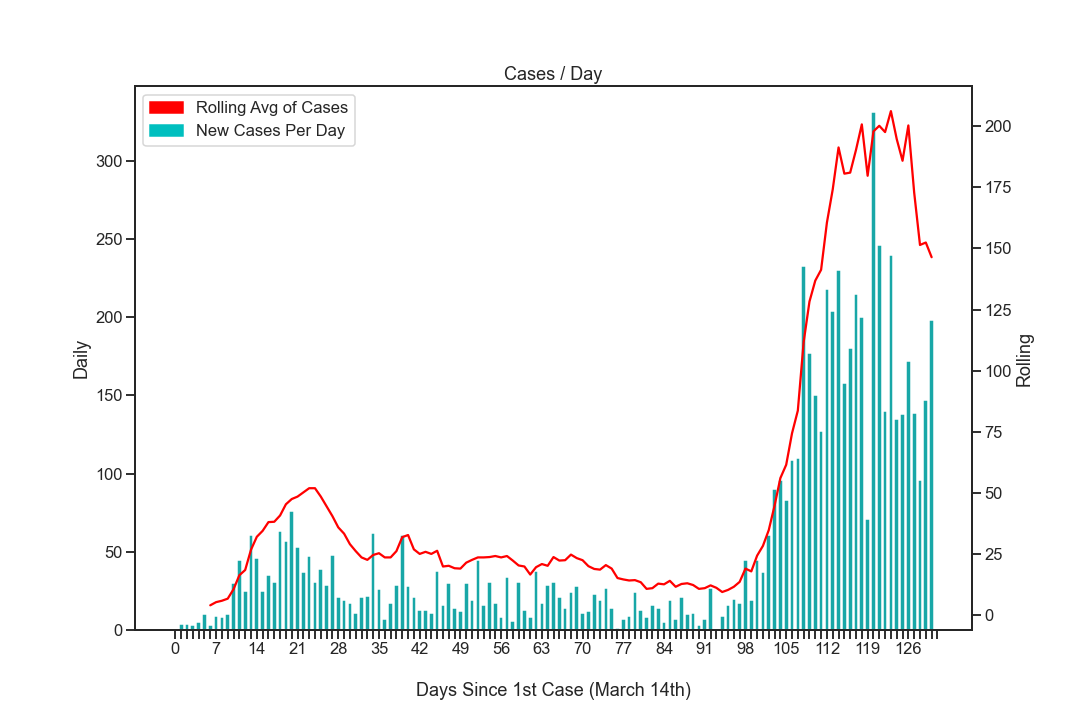 Cases / Day
Rolling Avg of Cases
New Cases Per Day
300
250
200
150
100
50
0
Daily
200
175
150
125
100
75
50
25
0
Rolling
0 7 14 21 28 35 42 49 56 63 70 77 84 91 98 105 112 119 126
Days Since 1st Case (March 14th)